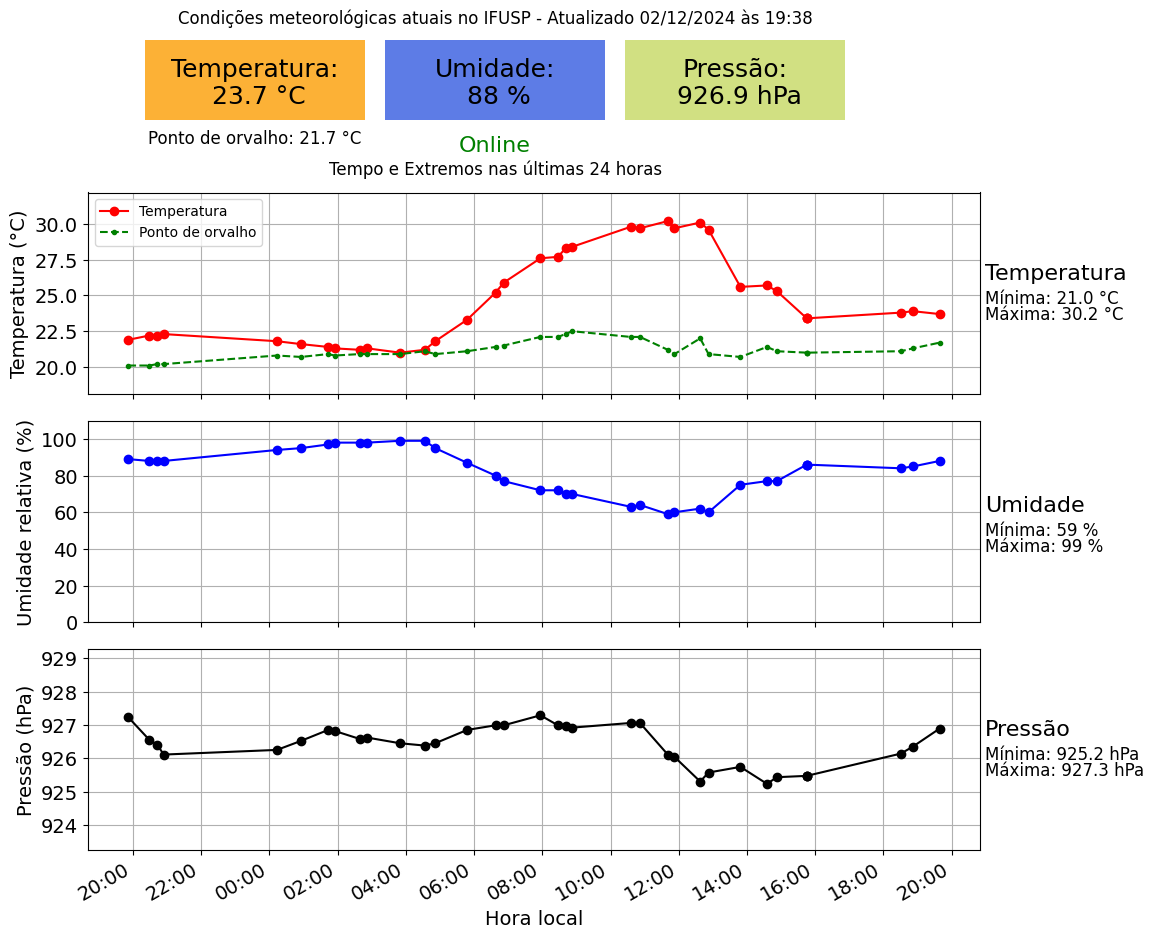 Condições meteorológicas atuais no IFUSP - Atualizado 02/12/2024 às 19:38
Temperatura:
23.7 °C
Umidade:
88 %
Pressão:
926.9 hPa
Ponto de orvalho: 21.7 °C
Online
Tempo e Extremos nas últimas 24 horas
Temperatura (°C)
30.0
27.5
25.0
22.5
20.0
Temperatura
Ponto de orvalho
Temperatura
Mínima: 21.0 °C
Máxima: 30.2 °C
Umidade relativa (%)
100
80
60
40
20
0
Umidade
Mínima: 59 %
Máxima: 99 %
Pressão (hPa)
929
928
927
926
925
924
Pressão
Mínima: 925.2 hPa
Máxima: 927.3 hPa
20:00 22:00 00:00 02:00 04:00 06:00 08:00 10:00 12:00 14:00 16:00 18:00 20:00
Hora local